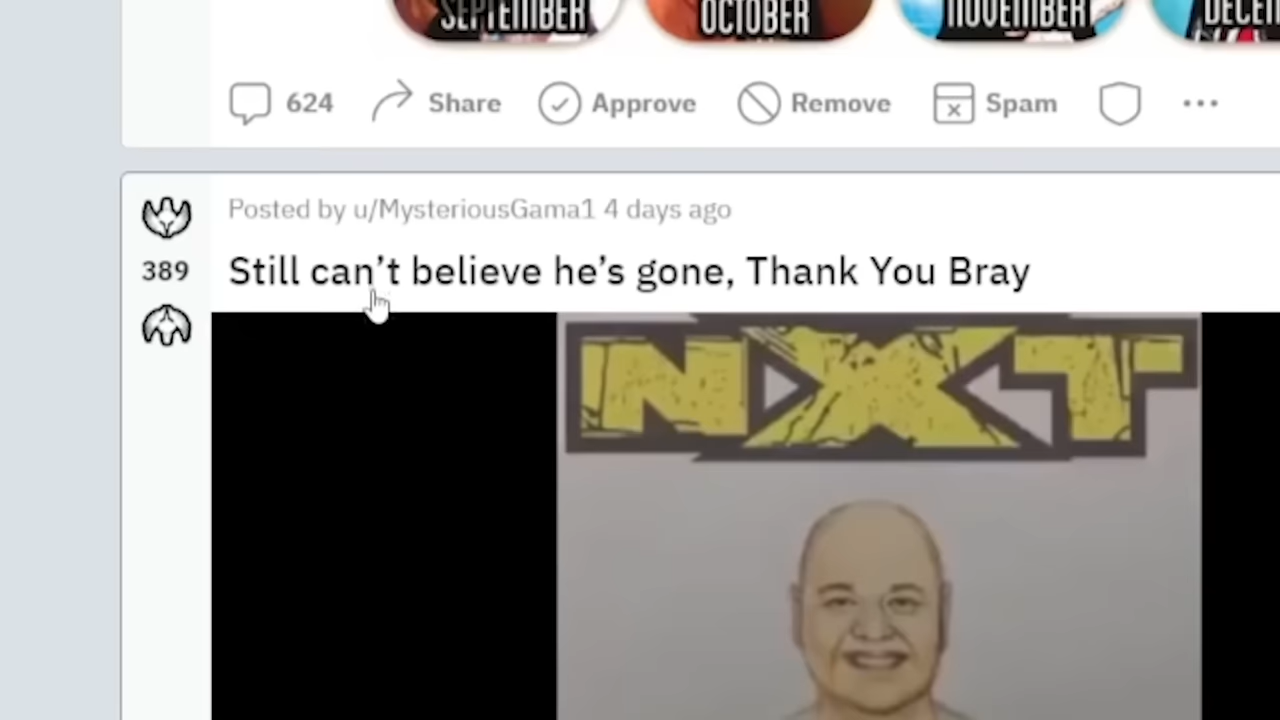 SEPTEMBER
OCTOBER
NOVEMBER
624
Share
Approve
Remove
Spam
Posted by u/MysteriousGama1 4 days ago
389
Still can’t believe he’s gone, Thank You Bray
NXT